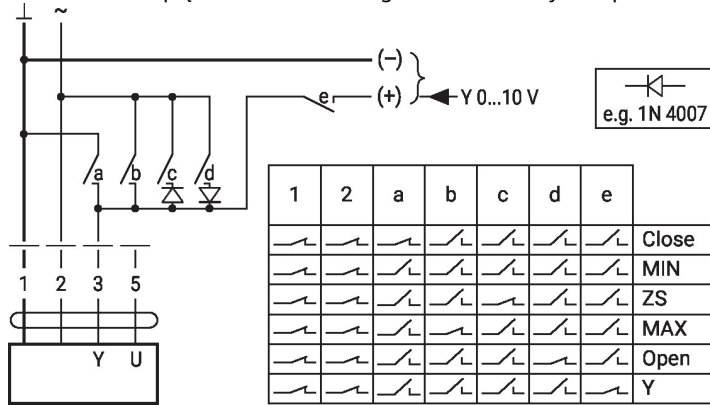 ⊥ ~
(–)
e (+) Y 0...10 V
e.g. 1N 4007
a b c d
1 2 a b c d e
Close
MIN
1 2 3 5 ZS
MAX
Y U Open
Y